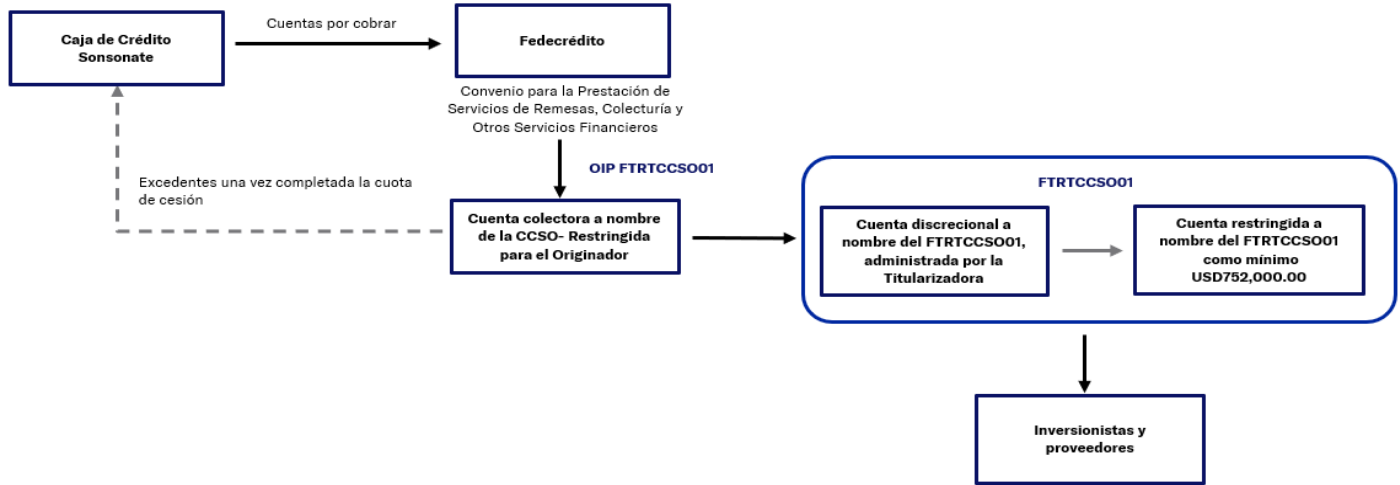 Caja de Crédito
Sonsonate
Cuentas por cobrar
Fedecrédito
Convenio para la Prestación de
Servicios de Remesas, Colecturía y
Otros Servicios Financieros
OIP FTRTCCSO01
Excedentes una vez completada la cuota
de cesión
Cuenta colectora a nombre
de la CCSO- Restringida
para el Originador
FTRTCCSO01
Cuenta discrecional a
nombre del FTRTCCSO01,
administrada por la
Titularizadora
Cuenta restringida a
nombre del FTRTCCSO01
como mínimo
USD752,000.00
Inversionistas y
proveedores